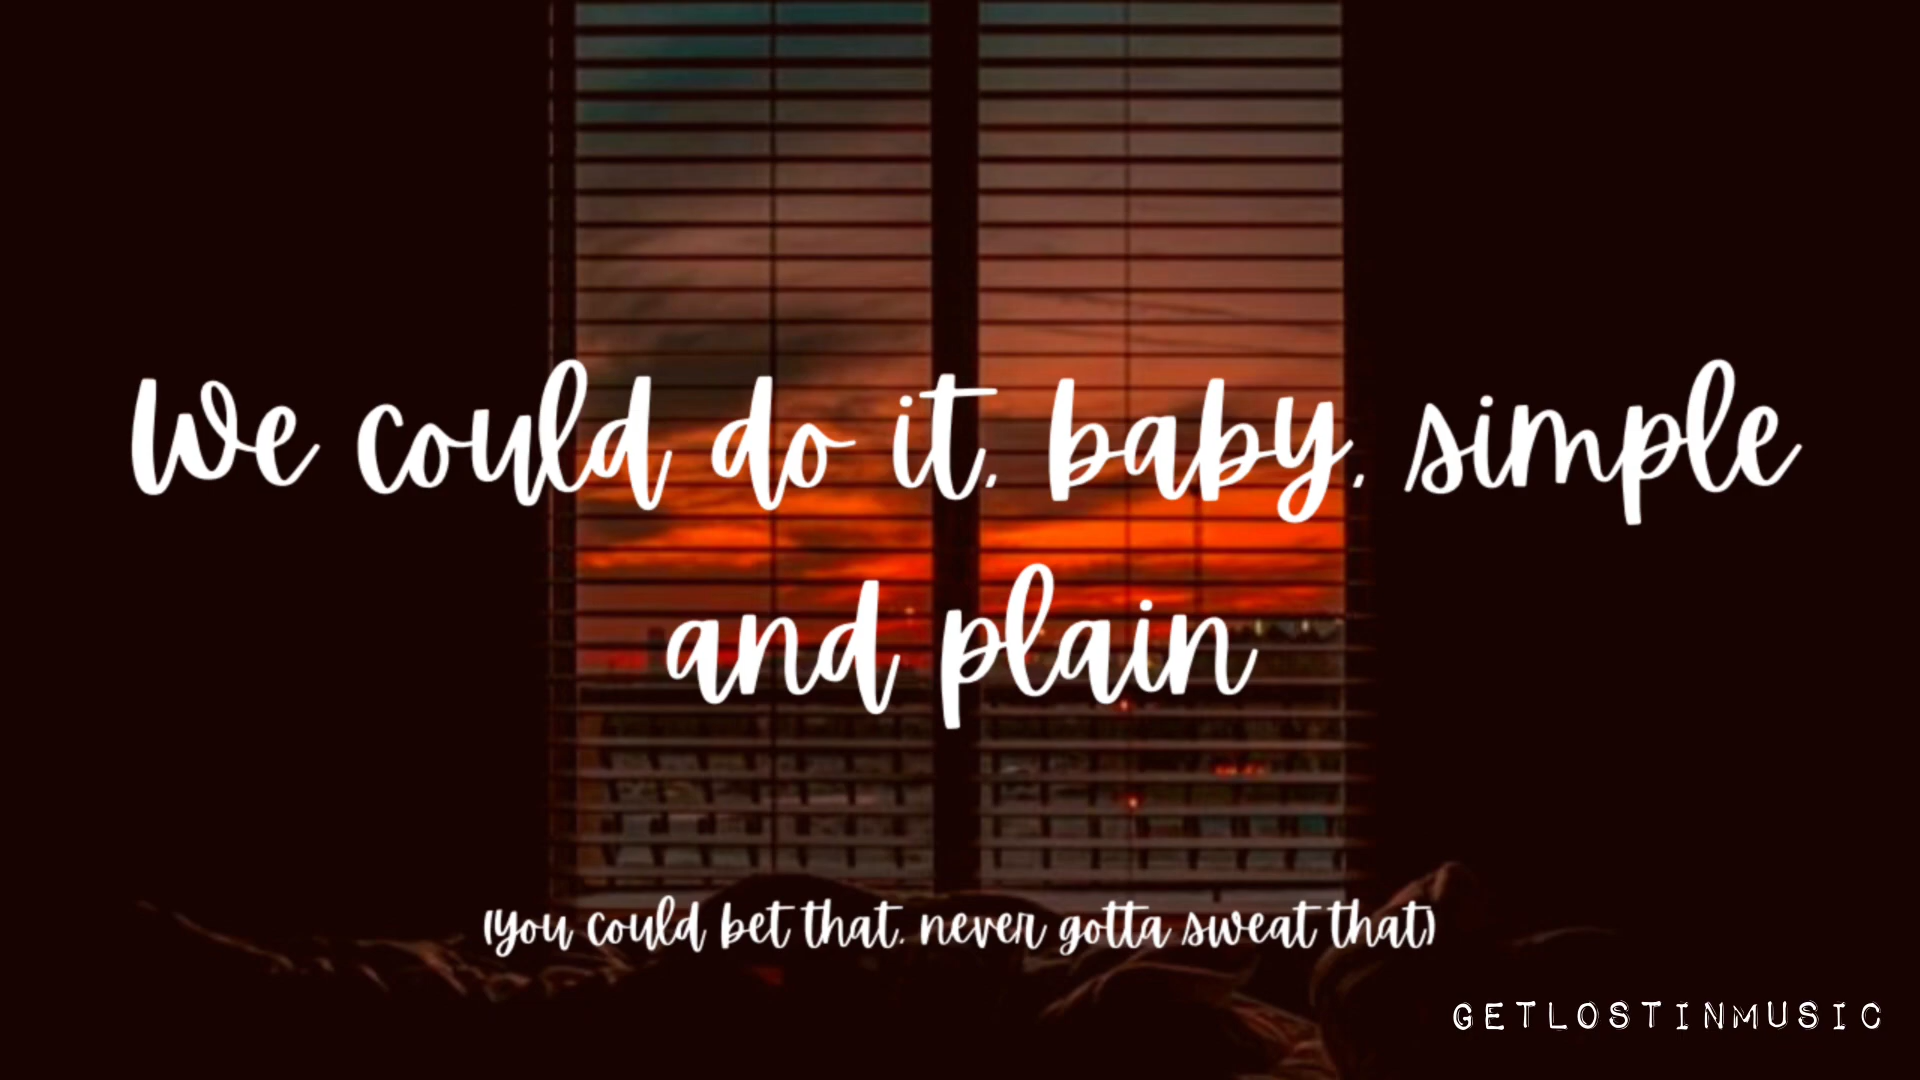 We could do it, baby, simple
and plain
(You could bet that, never gotta sweat that)
GETLOSTINMUSIC